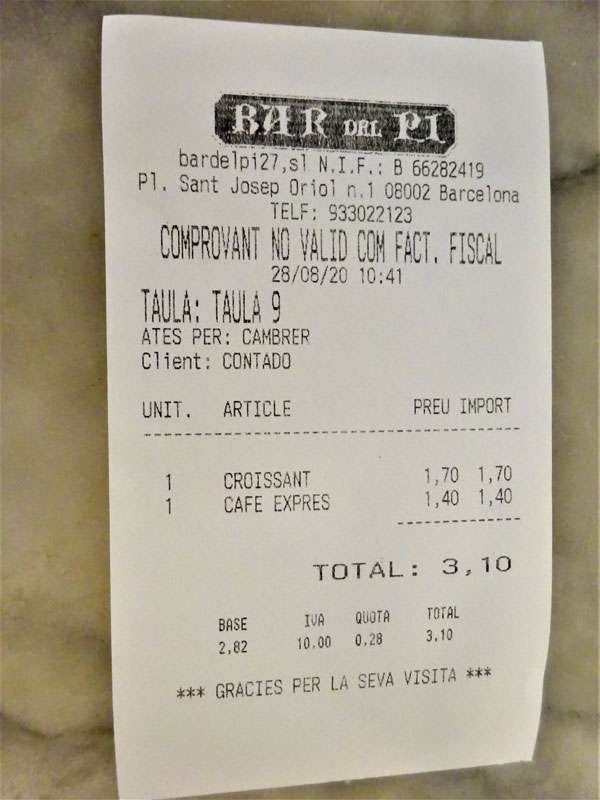 BAR DEL PI
bardelpi27,sl N.I.F.: B 66282419
Pl. Sant Josep Oriol n.1 08002 Barcelona
TELF: 933022123
COMPROVANT NO VALID COM FACT. FISCAL
28/08/20 10:41
TAULA: TAULA 9
ATES PER: CAMBRER
Client: CONTADO
UNIT. ARTICLE PREU IMPORT
1 CROISSANT 1,70 1,70
1 CAFE EXPRES 1,40 1,40
TOTAL: 3,10
BASE IVA QUOTA TOTAL
2,82 10.00 0,28 3,10
*** GRACIES PER LA SEVA VISITA ***